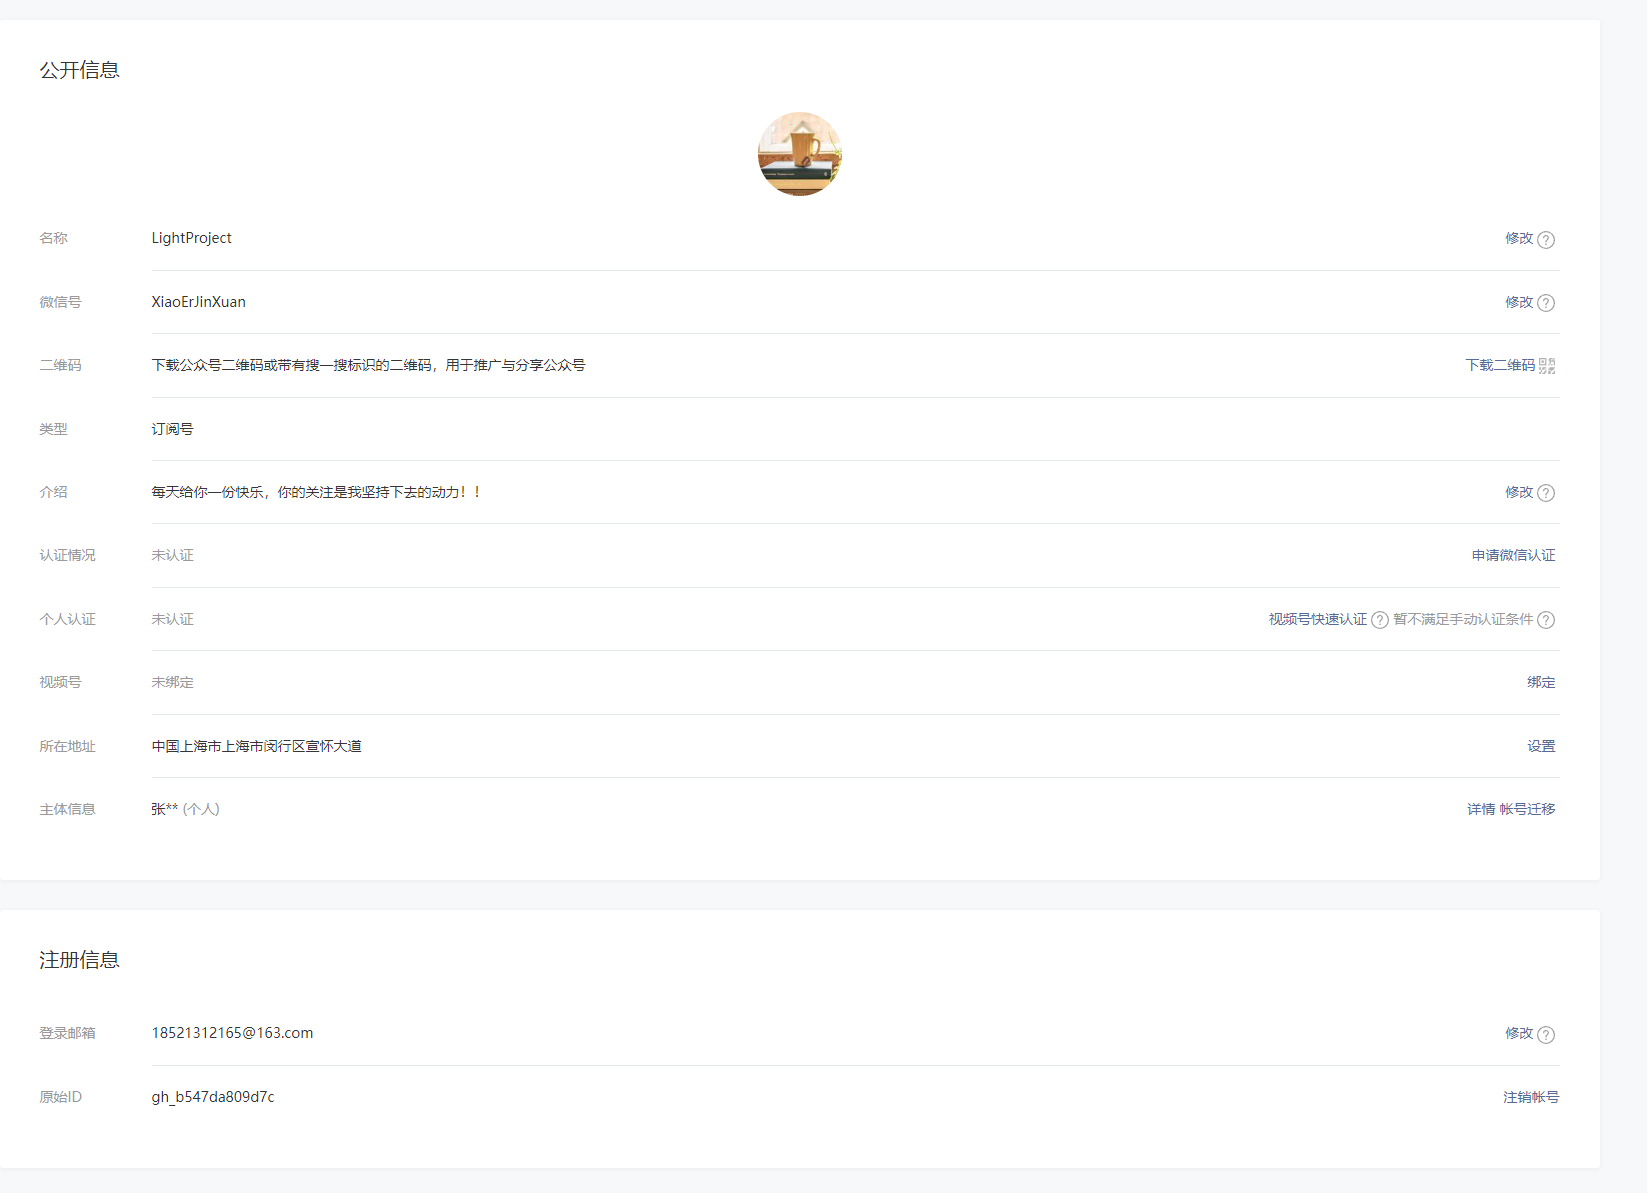 公开信息
名称 LightProject 修改
微信号 XiaoErJinXuan 修改
二维码 下载公众号二维码或带有搜一搜标识的二维码，用于推广与分享公众号 下载二维码
类型 订阅号
介绍 每天给你一份快乐，你的关注是我坚持下去的动力！！ 修改
认证情况 未认证 申请微信认证
个人认证 未认证 视频号快速认证 暂不满足手动认证条件
视频号 未绑定 绑定
所在地址 中国上海市上海市闵行区宣怀大道 设置
主体信息 张** (个人) 详情 帐号迁移
注册信息
登录邮箱 18521312165@163.com 修改
原始ID gh_b547da809d7c 注销帐号